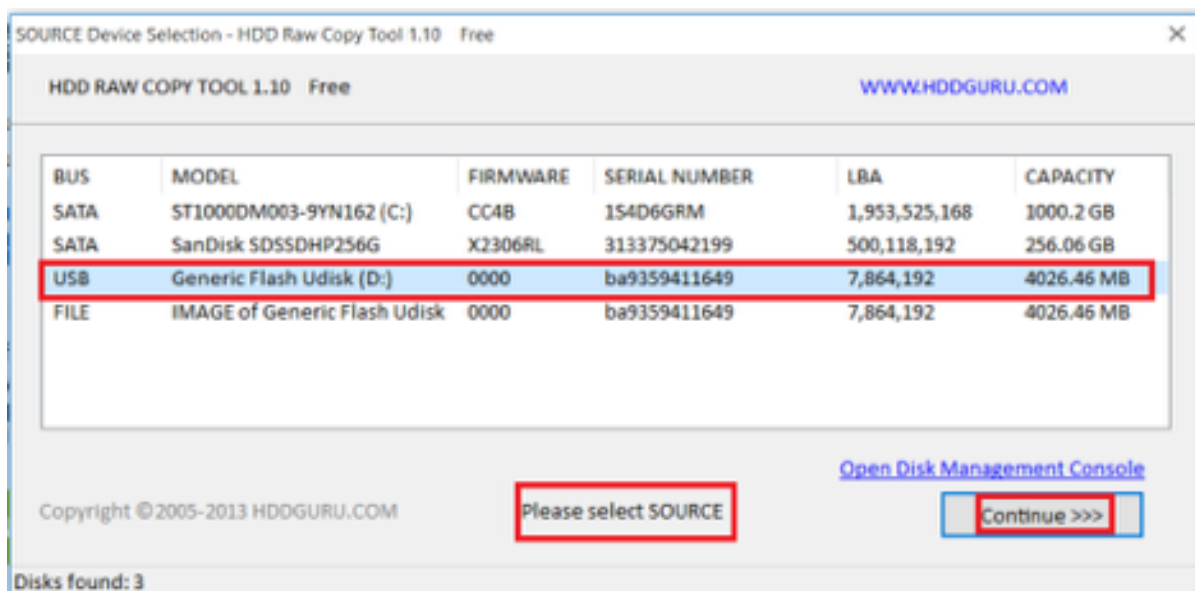 SOURCE Device Selection - HDD Raw Copy Tool 1.10 Free
HDD RAW COPY TOOL 1.10 Free WWW.HDDGURU.COM
BUS MODEL FIRMWARE SERIAL NUMBER LBA CAPACITY
SATA ST1000DM003-9YN162 (C:) CC4B 1S4D6GRM 1,953,525,168 1000.2 GB
SATA SanDisk SDSSDHP256G X2306RL 313375042199 500,118,192 256.06 GB
USB Generic Flash Udisk (D:) 0000 ba9359411649 7,864,192 4026.46 MB
FILE IMAGE of Generic Flash Udisk 0000 ba9359411649 7,864,192 4026.46 MB
Open Disk Management Console
Copyright ©2005-2013 HDDGURU.COM Please select SOURCE Continue >>>
Disks found: 3